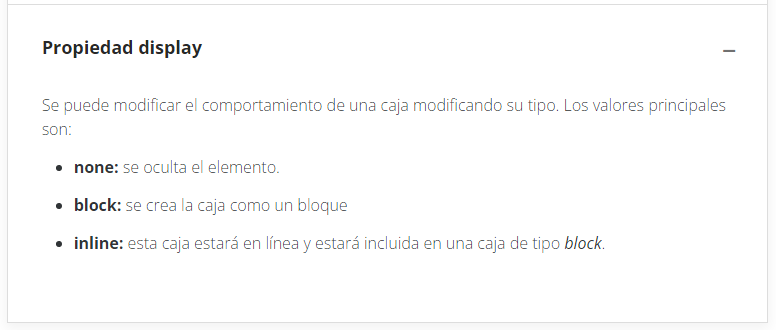 Propiedad display
Se puede modificar el comportamiento de una caja modificando su tipo. Los valores principales
son:
• none: se oculta el elemento.
• block: se crea la caja como un bloque
• inline: esta caja estará en línea y estará incluida en una caja de tipo block.